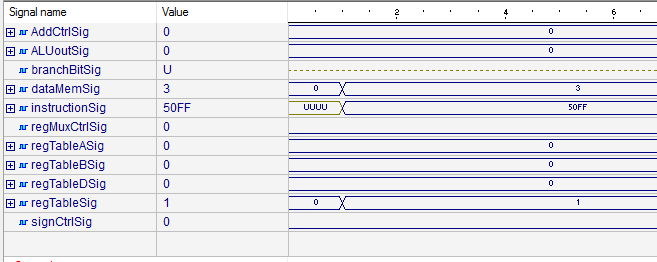 Signal name Value 2 4 6
AddCtrlSig 0 0
ALUoutSig 0 0
branchBitSig U
dataMemSig 3 0 3
instructionSig 50FF UUUU 50FF
regMuxCtrlSig 0
regTableASig 0 0
regTableBSig 0 0
regTableDSig 0 0
regTableSig 1 0 1
signCtrlSig 0